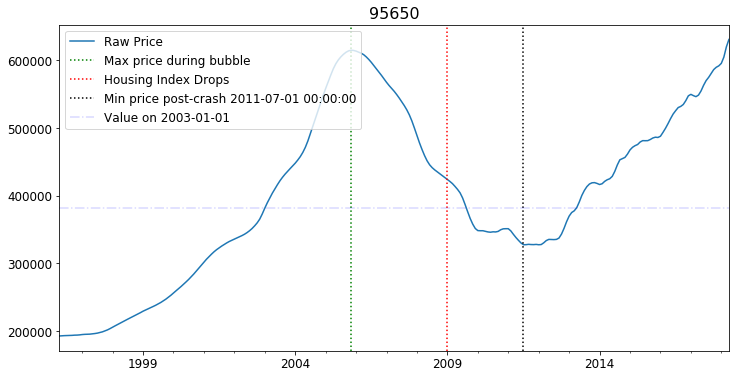 95650
Raw Price
Max price during bubble
Housing Index Drops
Min price post-crash 2011-07-01 00:00:00
Value on 2003-01-01
600000
500000
400000
300000
200000
1999 2004 2009 2014